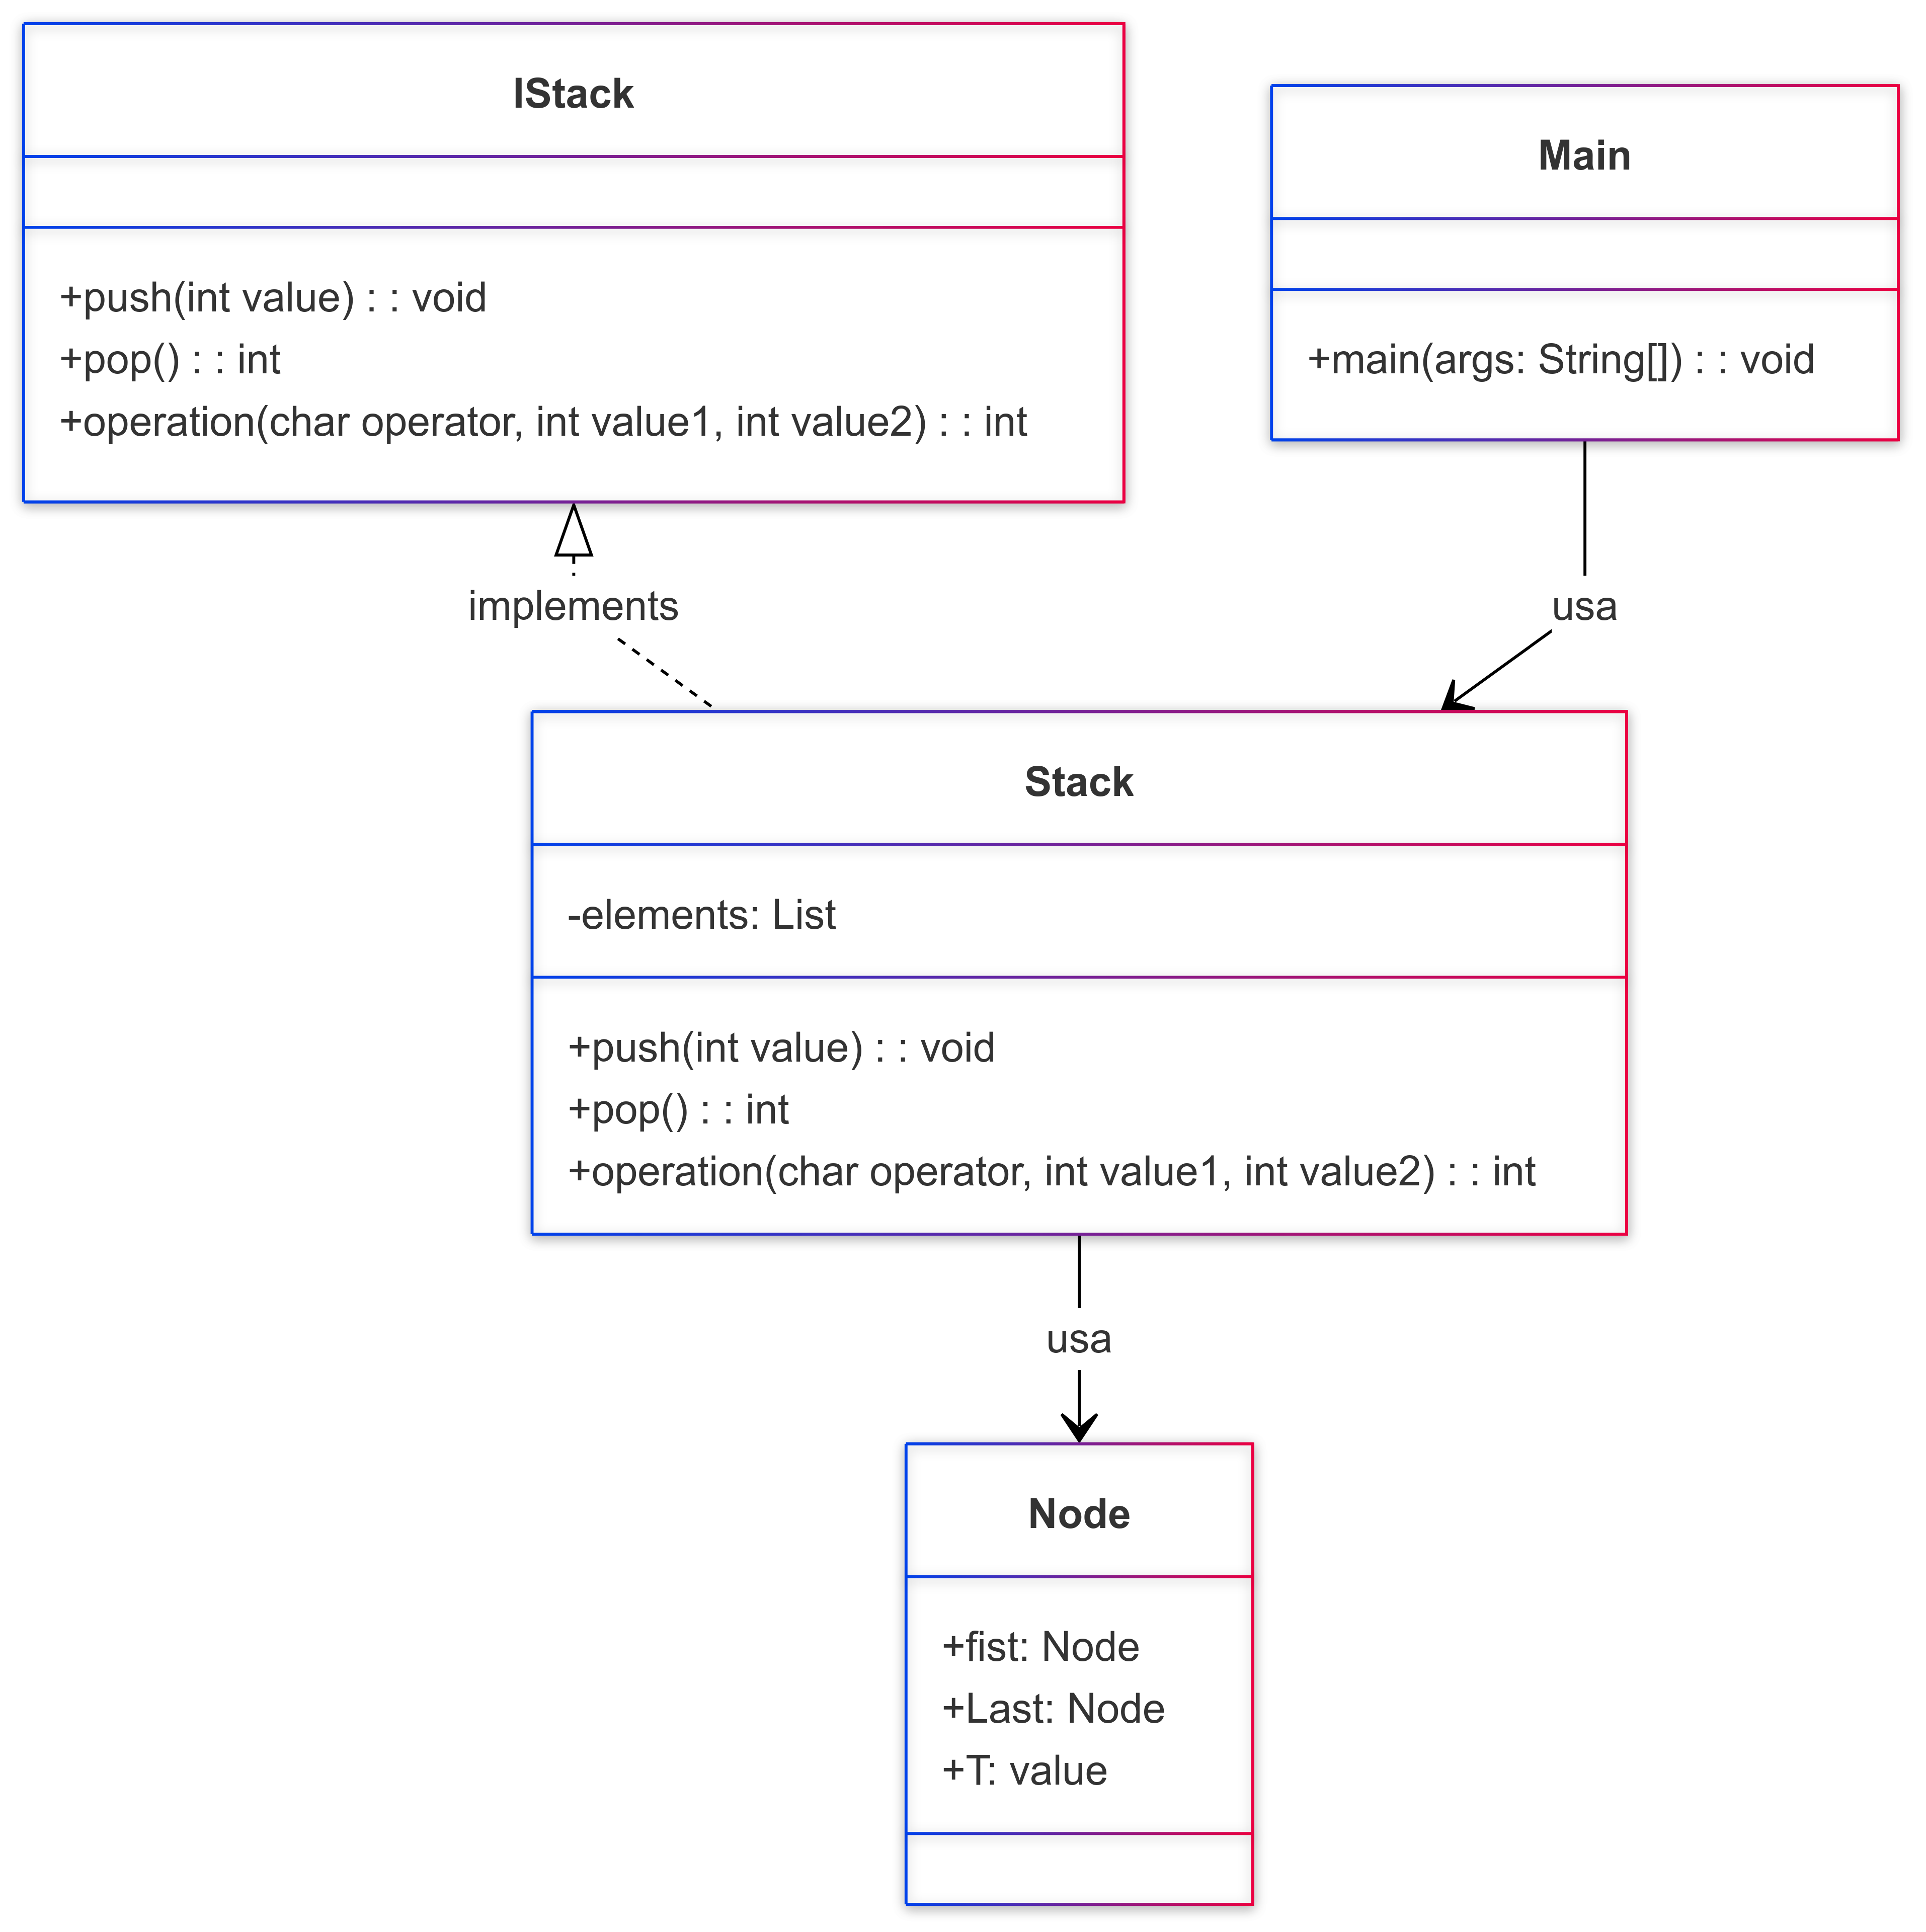 IStack
+push(int value) : : void
+pop() : : int
+operation(char operator, int value1, int value2) : : int
Main
+main(args: String[]) : : void
implements
usa
Stack
-elements: List
+push(int value) : : void
+pop() : : int
+operation(char operator, int value1, int value2) : : int
usa
Node
+fist: Node
+Last: Node
+T: value